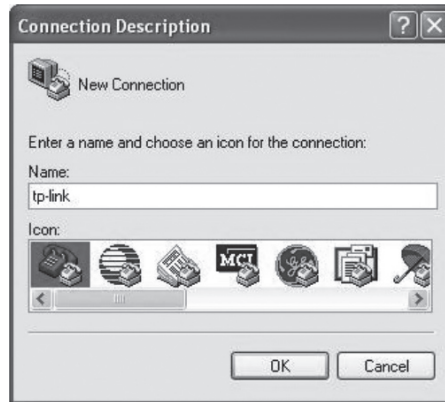 Connection Description
New Connection
Enter a name and choose an icon for the connection:
Name:
tp-link
Icon:
MCI
OK
Cancel